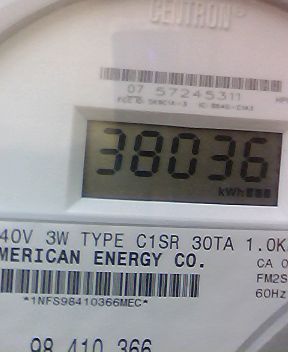 CENTRON®
07 57245311
38036
kWh
40V 3W TYPE C1SR 30TA 1.0K
MERICAN ENERGY CO.
CA 0
FM2S
60Hz
*1NFS98410366MEC*
98 410 366